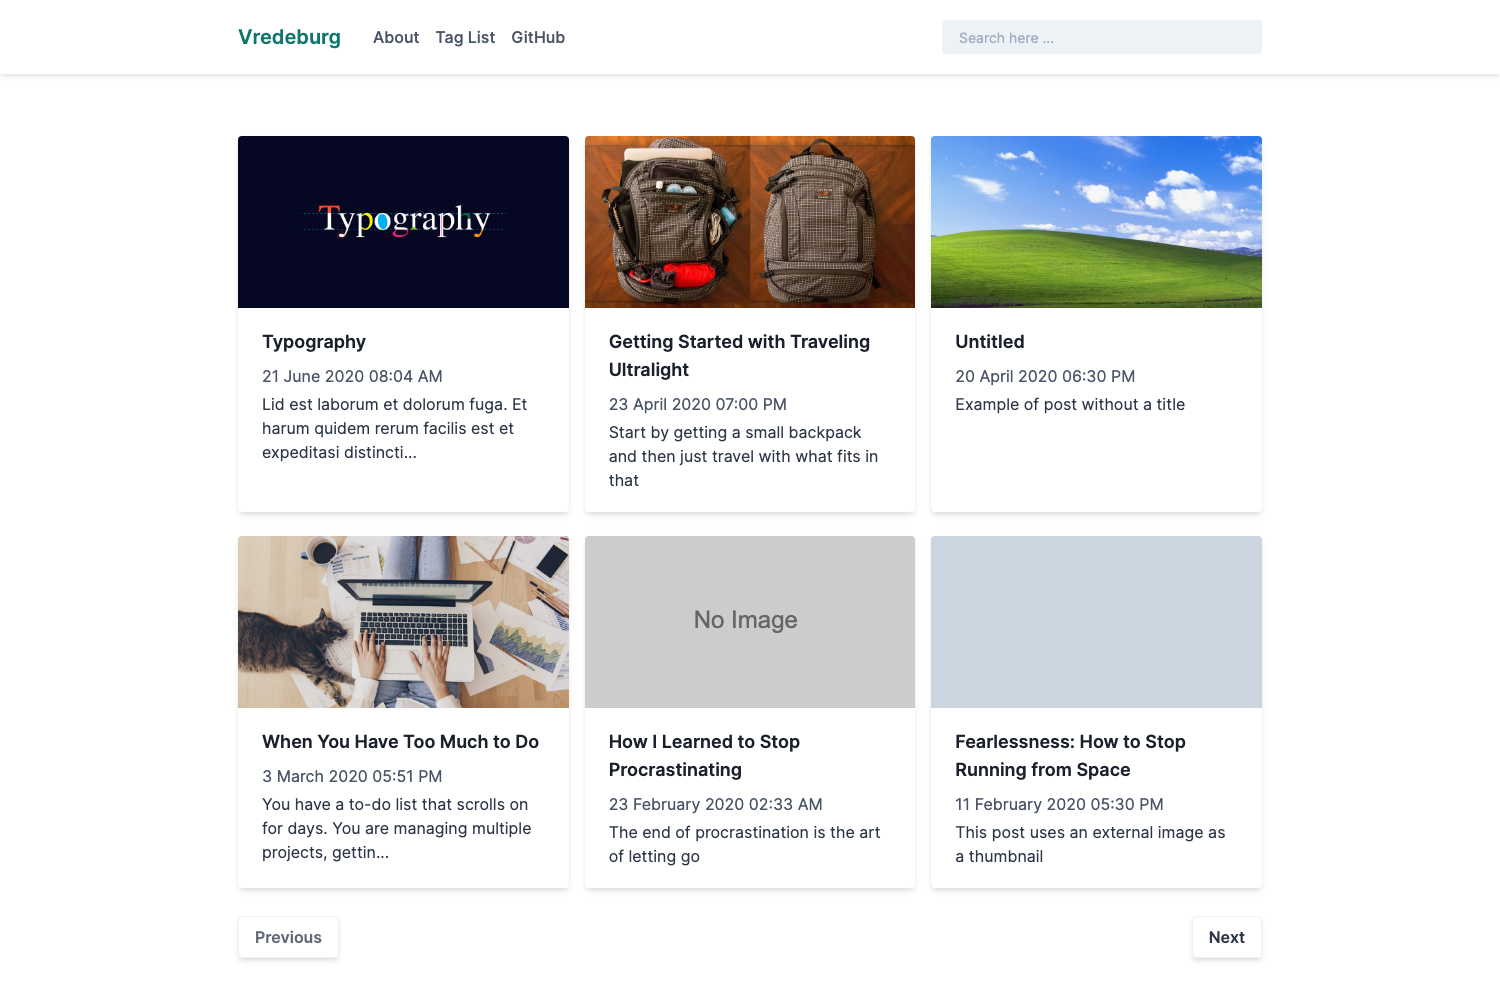 Vredeburg
About
Tag List
GitHub
Search here ...
Typography
Typography
21 June 2020 08:04 AM
Lid est laborum et dolorum fuga. Et
harum quidem rerum facilis est et
expeditasi distincti...
Getting Started with Traveling
Ultralight
23 April 2020 07:00 PM
Start by getting a small backpack
and then just travel with what fits in
that
Untitled
20 April 2020 06:30 PM
Example of post without a title
When You Have Too Much to Do
3 March 2020 05:51 PM
You have a to-do list that scrolls on
for days. You are managing multiple
projects, gettin...
No Image
How I Learned to Stop
Procrastinating
23 February 2020 02:33 AM
The end of procrastination is the art
of letting go
Fearlessness: How to Stop
Running from Space
11 February 2020 05:30 PM
This post uses an external image as
a thumbnail
Previous
Next